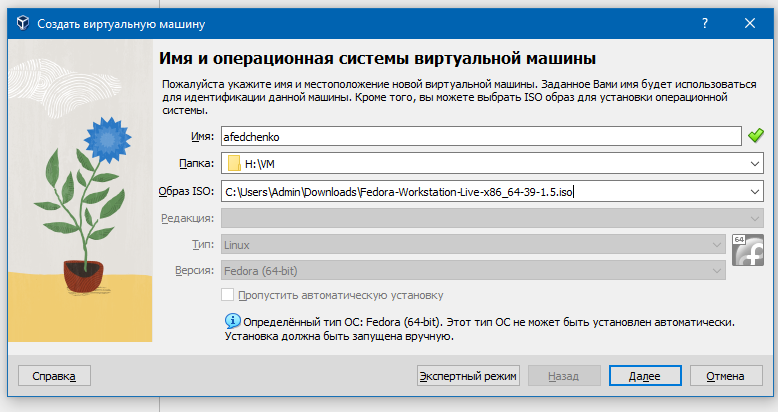 Создать виртуальную машину
?
Имя и операционная системы виртуальной машины
Пожалуйста укажите имя и местоположение новой виртуальной машины. Заданное Вами имя будет использоваться
для идентификации данной машины. Кроме того, вы можете выбрать ISO образ для установки операционной
системы.
Имя: afedchenko
Папка: H:\VM
Образ ISO: C:\Users\Admin\Downloads\Fedora-Workstation-Live-x86_64-39-1.5.iso
Редакция:
Тип: Linux
64
Версия: Fedora (64-bit)
Пропустить автоматическую установку
Определённый тип ОС: Fedora (64-bit). Этот тип ОС не может быть установлен автоматически.
Установка должна быть запущена вручную.
Справка Экспертный режим Назад Далее Отмена